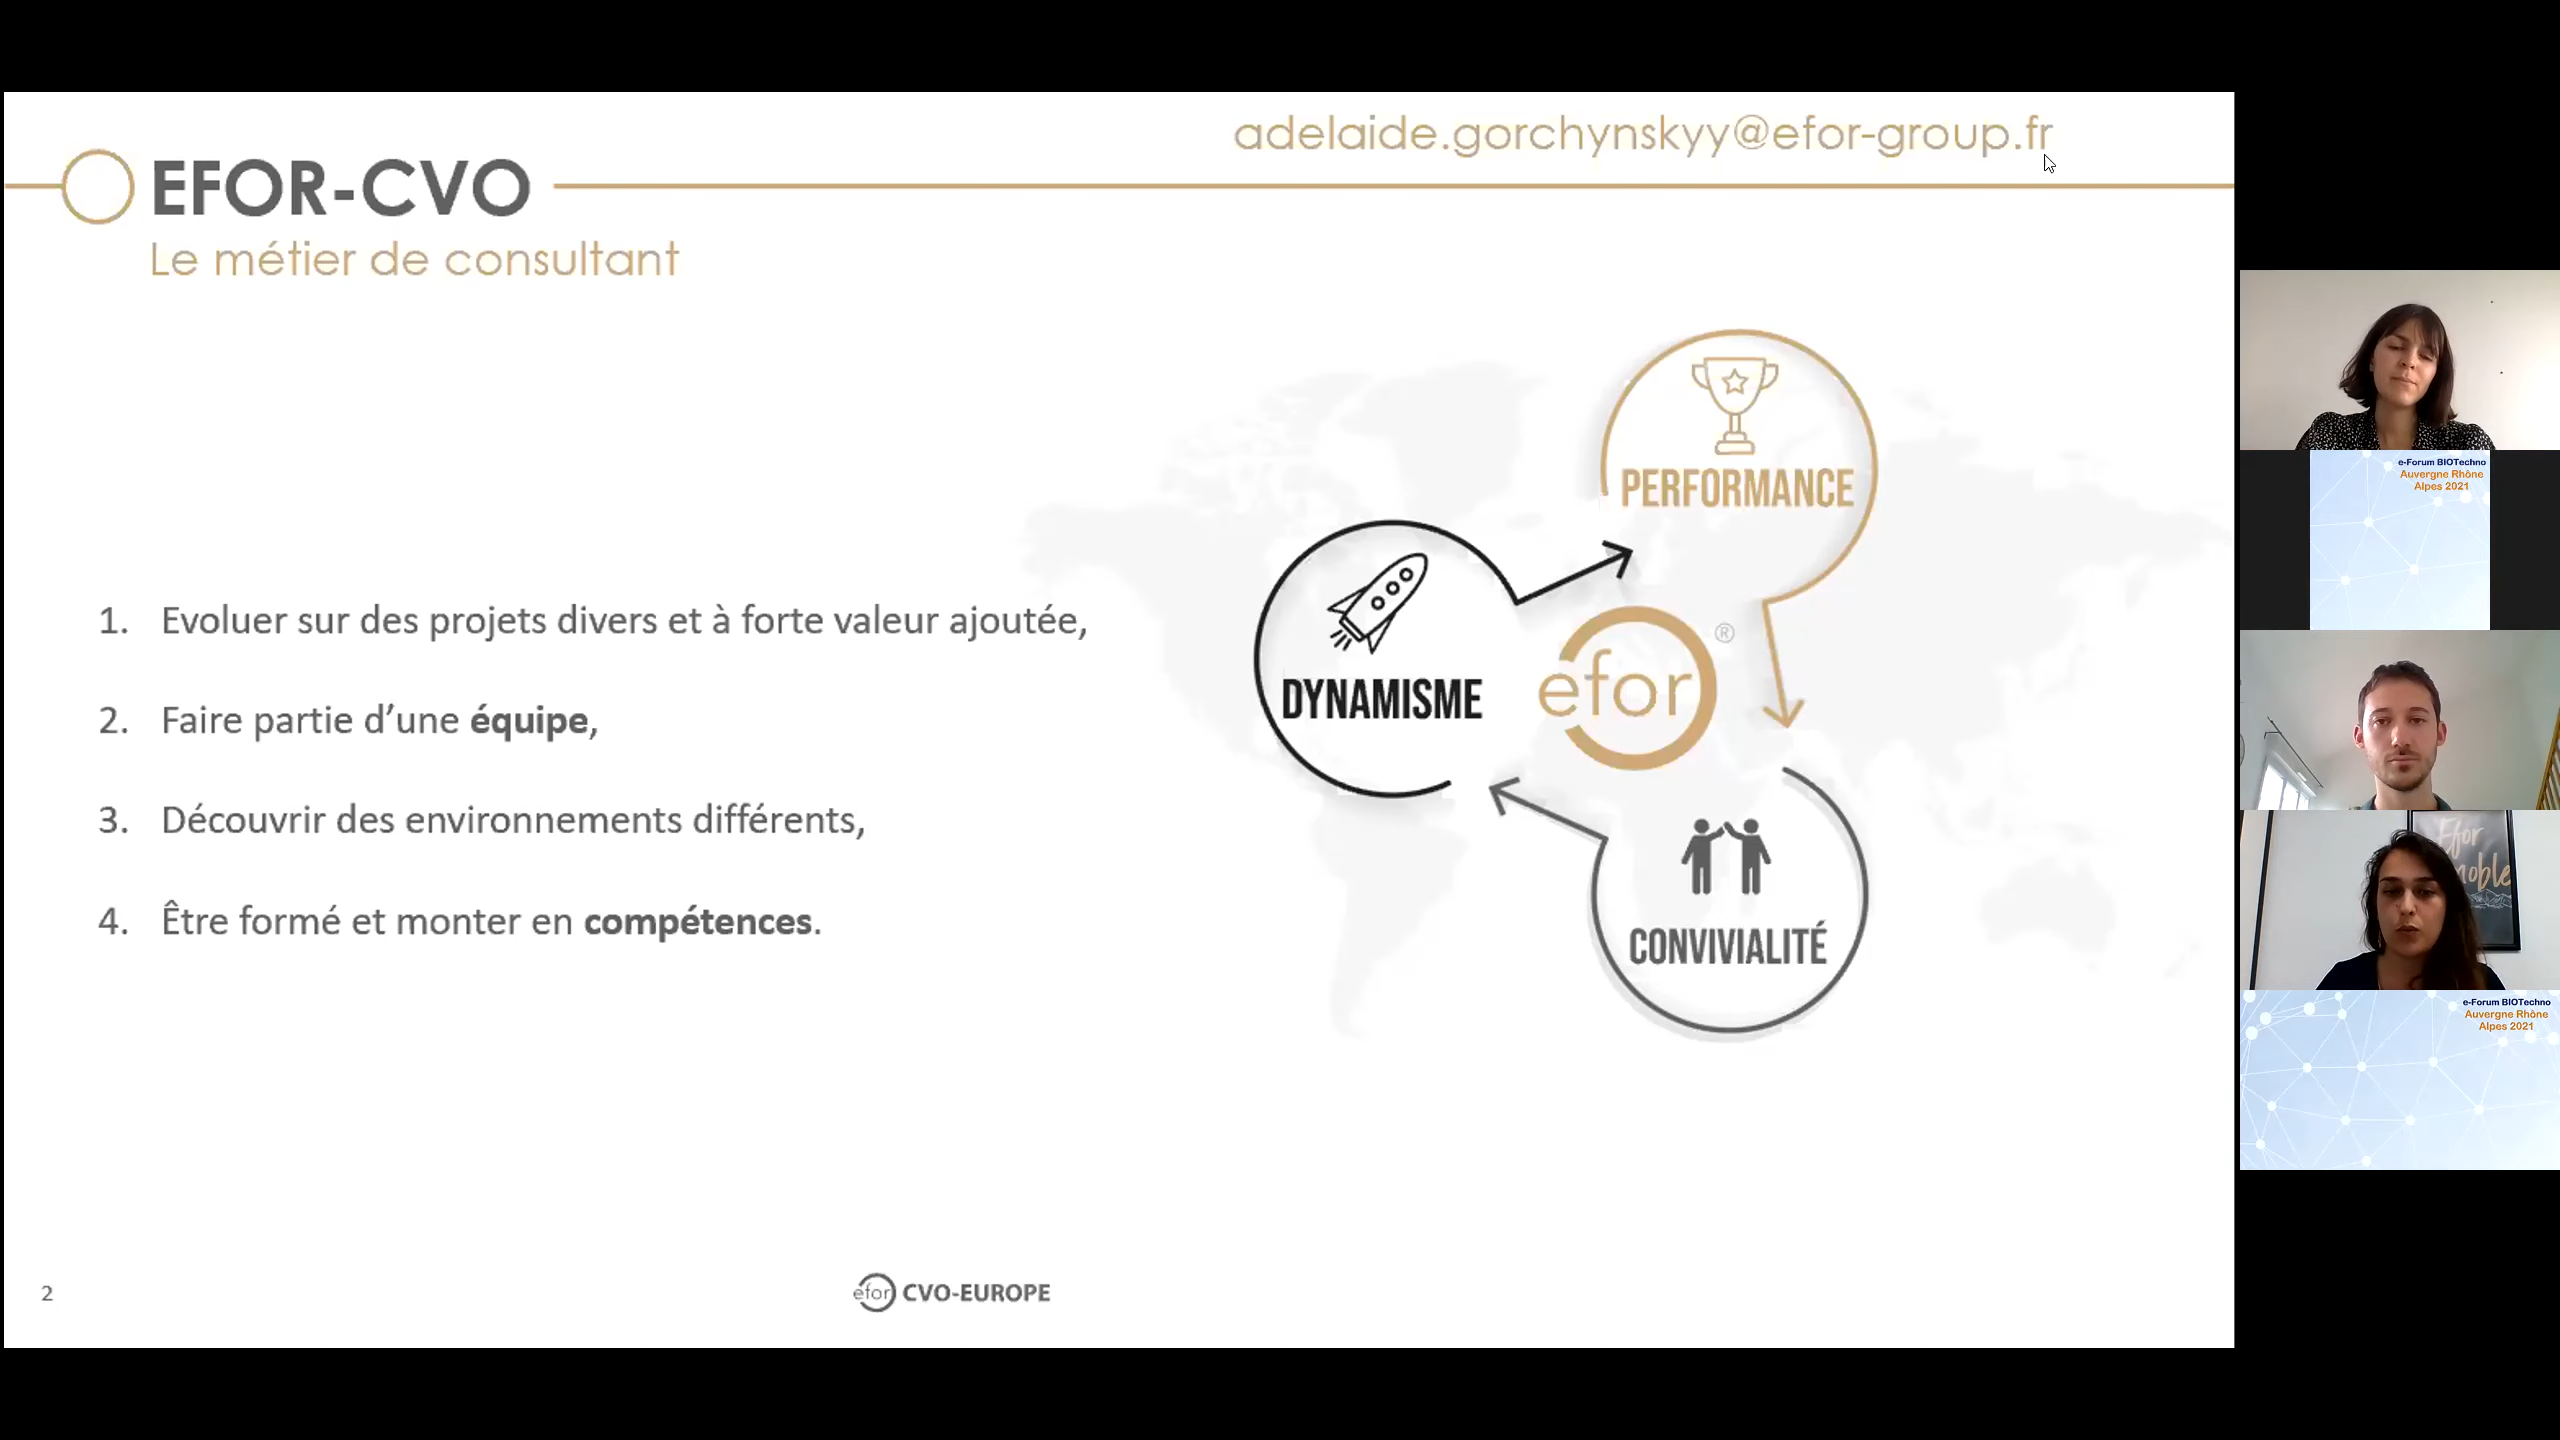 adelaide.gorchynskyy@efor-group.fr
EFOR-CVO
Le métier de consultant
1. Evoluer sur des projets divers et à forte valeur ajoutée,
2. Faire partie d’une équipe,
3. Découvrir des environnements différents,
4. Être formé et monter en compétences.
PERFORMANCE
DYNAMISME
efor®
CONVIVIALITÉ
2
efor CVO-EUROPE
e-Forum BIOTechno
Auvergne Rhône
Alpes 2021
Efor
noble
e-Forum BIOTechno
Auvergne Rhône
Alpes 2021